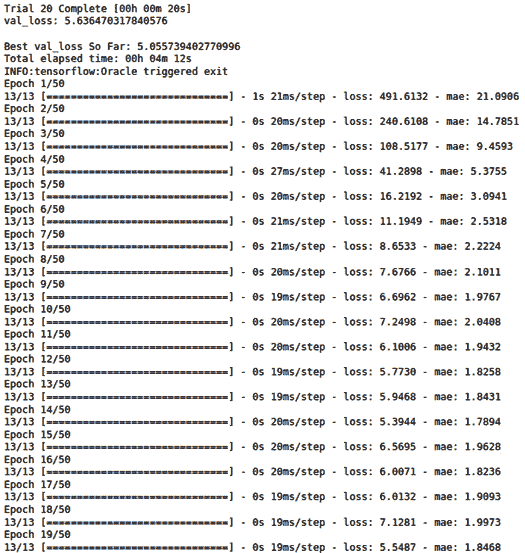 Trial 20 Complete [00h 00m 20s]
val_loss: 5.636470317840576
Best val_loss So Far: 5.055739402770996
Total elapsed time: 00h 04m 12s
INFO:tensorflow:Oracle triggered exit
Epoch 1/50
13/13 [==============================] - 1s 21ms/step - loss: 491.6132 - mae: 21.0906
Epoch 2/50
13/13 [==============================] - 0s 20ms/step - loss: 240.6108 - mae: 14.7851
Epoch 3/50
13/13 [==============================] - 0s 20ms/step - loss: 108.5177 - mae: 9.4593
Epoch 4/50
13/13 [==============================] - 0s 27ms/step - loss: 41.2898 - mae: 5.3755
Epoch 5/50
13/13 [==============================] - 0s 20ms/step - loss: 16.2192 - mae: 3.0941
Epoch 6/50
13/13 [==============================] - 0s 21ms/step - loss: 11.1949 - mae: 2.5318
Epoch 7/50
13/13 [==============================] - 0s 21ms/step - loss: 8.6533 - mae: 2.2224
Epoch 8/50
13/13 [==============================] - 0s 20ms/step - loss: 7.6766 - mae: 2.1011
Epoch 9/50
13/13 [==============================] - 0s 19ms/step - loss: 6.6962 - mae: 1.9767
Epoch 10/50
13/13 [==============================] - 0s 20ms/step - loss: 7.2498 - mae: 2.0408
Epoch 11/50
13/13 [==============================] - 0s 20ms/step - loss: 6.1006 - mae: 1.9432
Epoch 12/50
13/13 [==============================] - 0s 19ms/step - loss: 5.7730 - mae: 1.8258
Epoch 13/50
13/13 [==============================] - 0s 19ms/step - loss: 5.9468 - mae: 1.8431
Epoch 14/50
13/13 [==============================] - 0s 20ms/step - loss: 5.3944 - mae: 1.7894
Epoch 15/50
13/13 [==============================] - 0s 20ms/step - loss: 6.5695 - mae: 1.9628
Epoch 16/50
13/13 [==============================] - 0s 20ms/step - loss: 6.0071 - mae: 1.8236
Epoch 17/50
13/13 [==============================] - 0s 19ms/step - loss: 6.0132 - mae: 1.9093
Epoch 18/50
13/13 [==============================] - 0s 19ms/step - loss: 7.1281 - mae: 1.9973
Epoch 19/50
13/13 [==============================] - 0s 19ms/step - loss: 5.5487 - mae: 1.8468